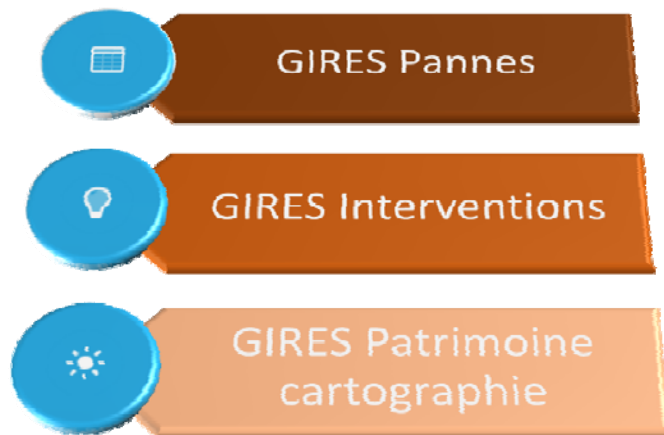 GIRES Pannes
GIRES Interventions
GIRES Patrimoine
cartographie